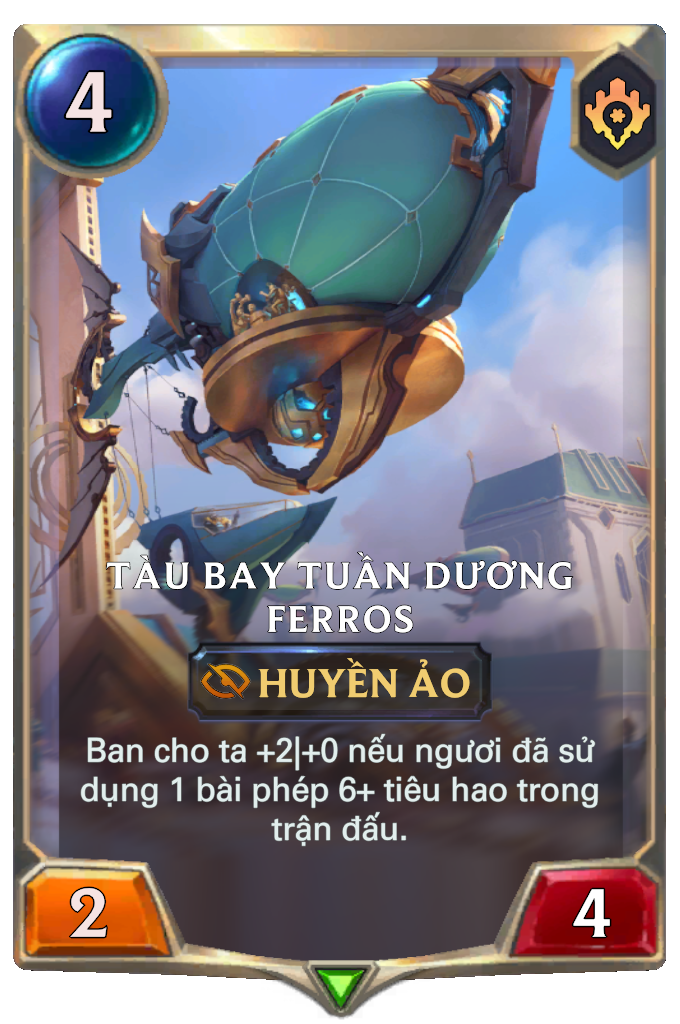 4
TÀU BAY TUẦN DƯƠNG
FERROS
HUYỀN ẢO
Ban cho ta +2|+0 nếu ngươi đã sử
dụng 1 bài phép 6+ tiêu hao trong
trận đấu.
2
4